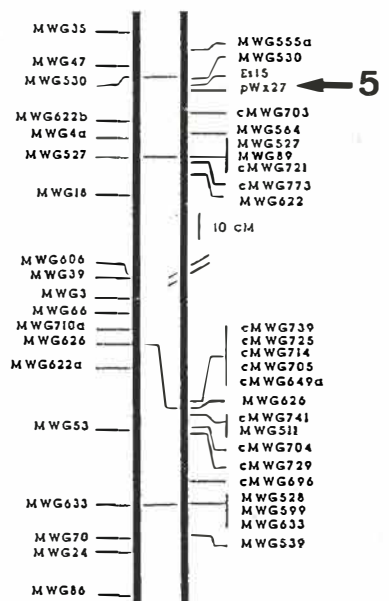 MWG35
MWG47
MWG530
MWG622b
MWG4a
MWG527
MWG18
MWG606
MWG39
MWG3
MWG66
MWG710a
MWG626
MWG622a
MWG53
MWG633
MWG70
MWG24
MWG86
MWG555a
MWG530
Es15
pWx27
5
cMWG703
MWG564
MWG527
MWG89
cMWG721
cMWG773
MWG622
10 cM
cMWG739
cMWG725
cMWG714
cMWG705
cMWG649a
MWG626
cMWG741
MWG511
cMWG704
cMWG729
cMWG696
MWG528
MWG599
MWG633
MWG539